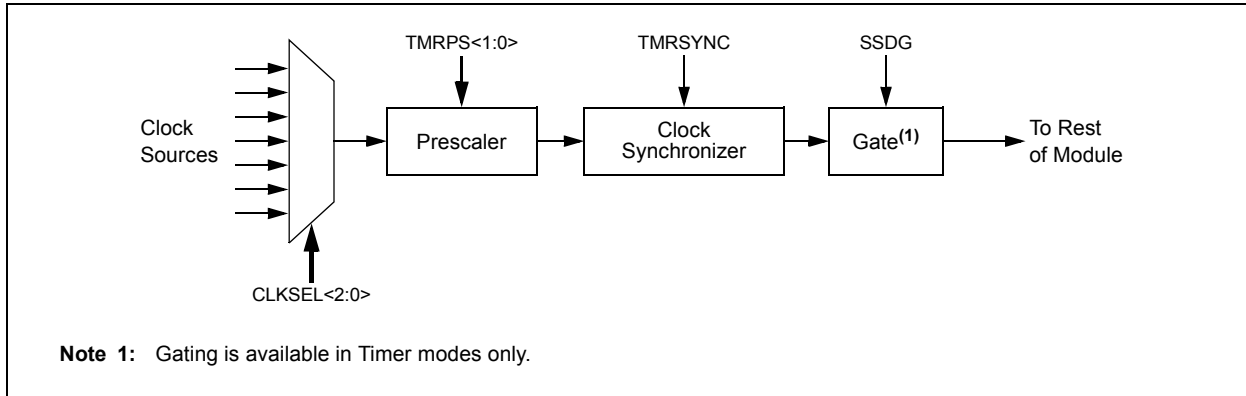 TMRPS<1:0>
TMRSYNC
SSDG
Clock
Sources
Prescaler
Clock
Synchronizer
Gate(1)
To Rest
of Module
CLKSEL<2:0>
Note 1: Gating is available in Timer modes only.